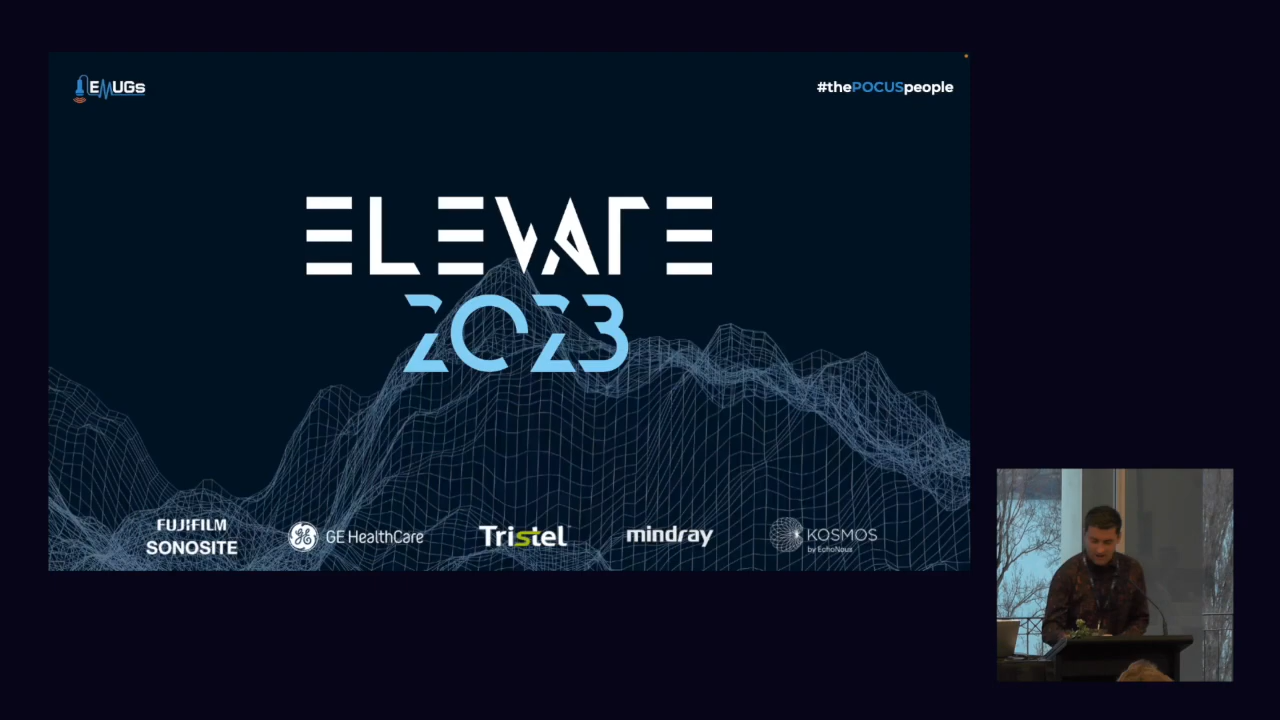 EMUGs
#thePOCUSpeople
ELEVATE
2023
FUJIFILM
SONOSITE
GE HealthCare
Tristel
mindray
KOSMOS
by EchoNous